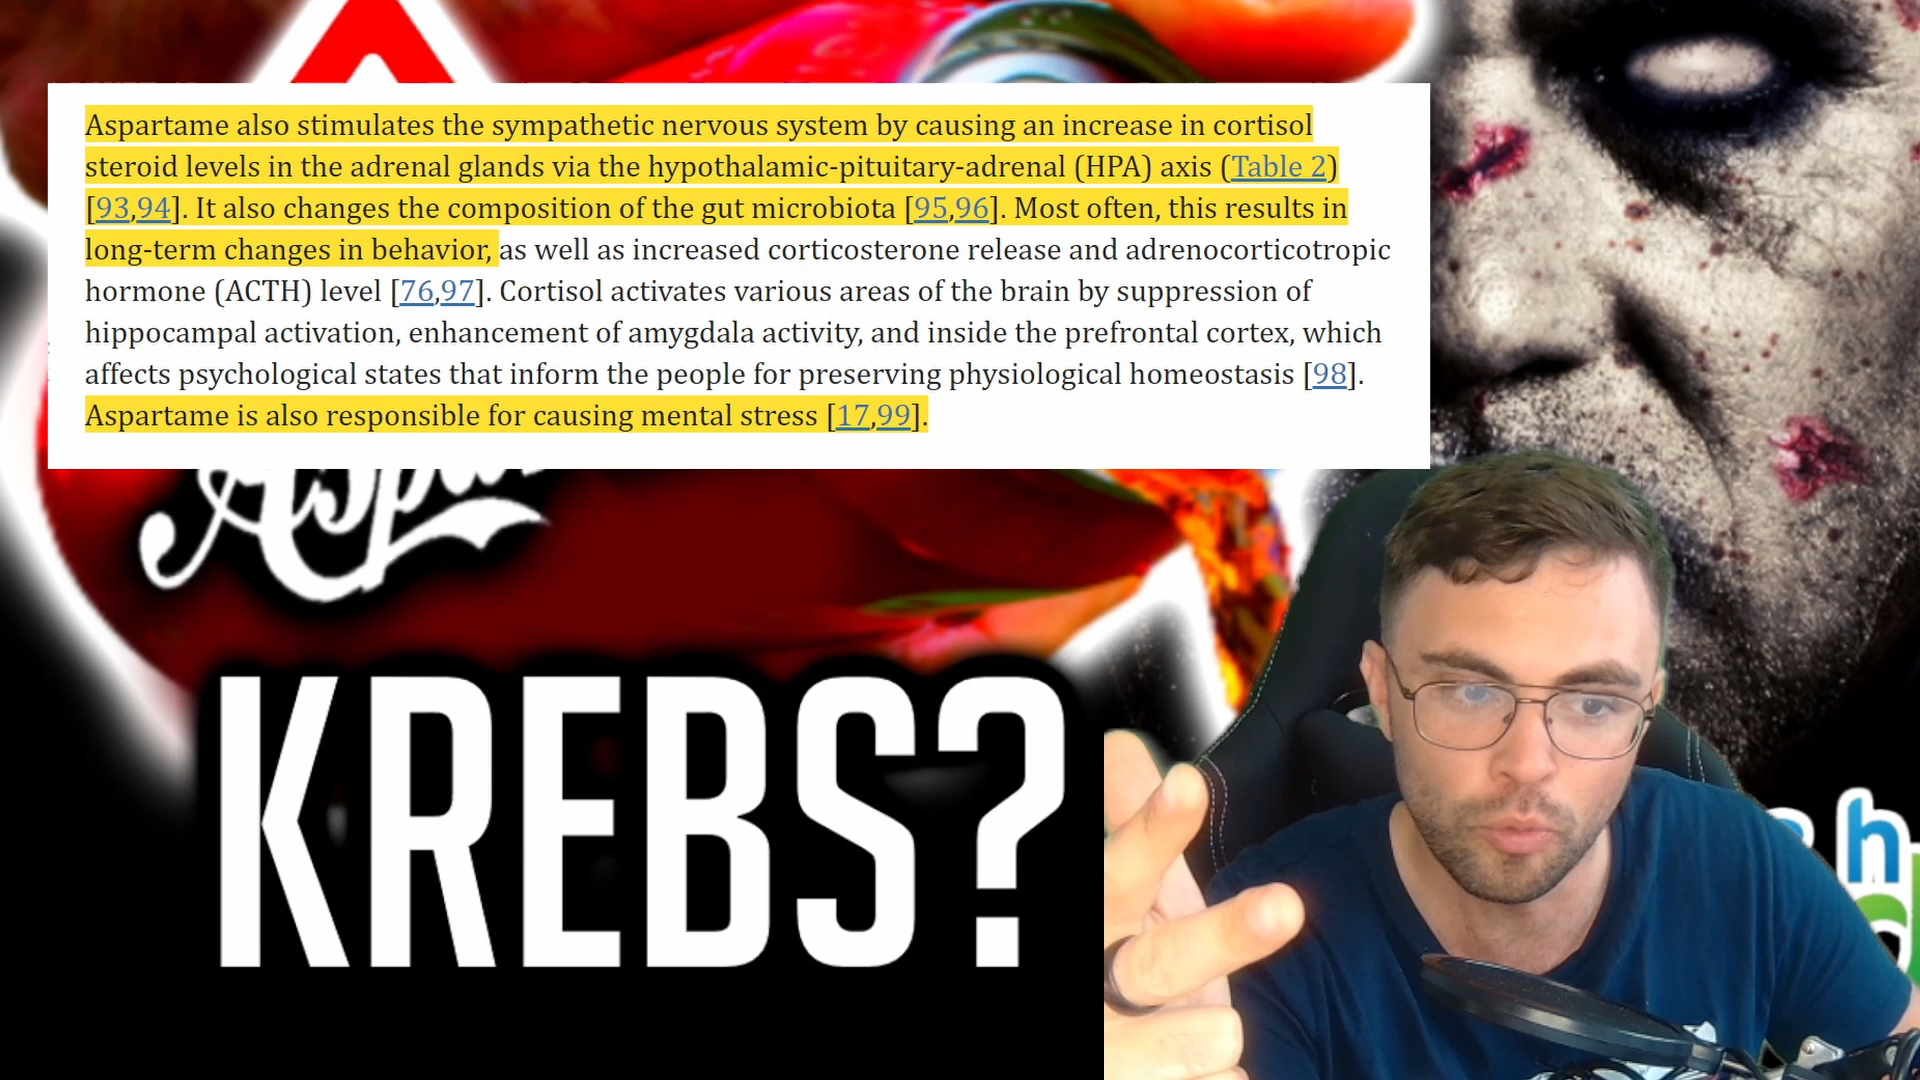 Aspartame also stimulates the sympathetic nervous system by causing an increase in cortisol
steroid levels in the adrenal glands via the hypothalamic-pituitary-adrenal (HPA) axis (Table 2)
[93,94]. It also changes the composition of the gut microbiota [95,96]. Most often, this results in
long-term changes in behavior, as well as increased corticosterone release and adrenocorticotropic
hormone (ACTH) level [76,97]. Cortisol activates various areas of the brain by suppression of
hippocampal activation, enhancement of amygdala activity, and inside the prefrontal cortex, which
affects psychological states that inform the people for preserving physiological homeostasis [98].
Aspartame is also responsible for causing mental stress [17,99].
KREBS?